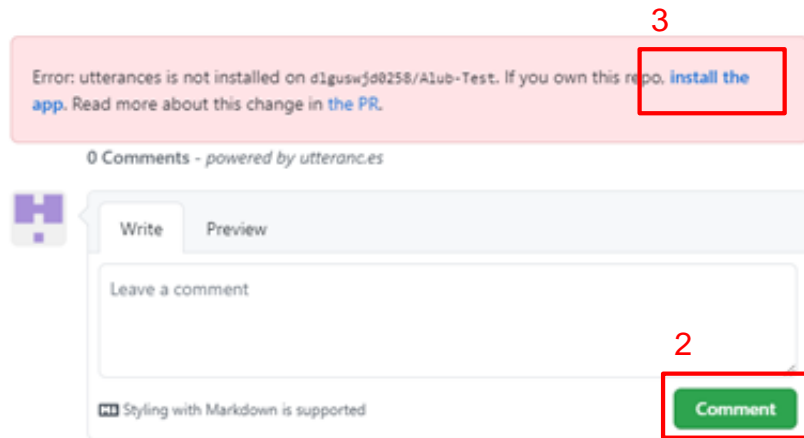 3
Error: utterances is not installed on dlguswjd0258/Alub-Test. If you own this repo, install the
app. Read more about this change in the PR.
0 Comments - powered by utteranc.es
Write Preview
Leave a comment
2
Styling with Markdown is supported
Comment